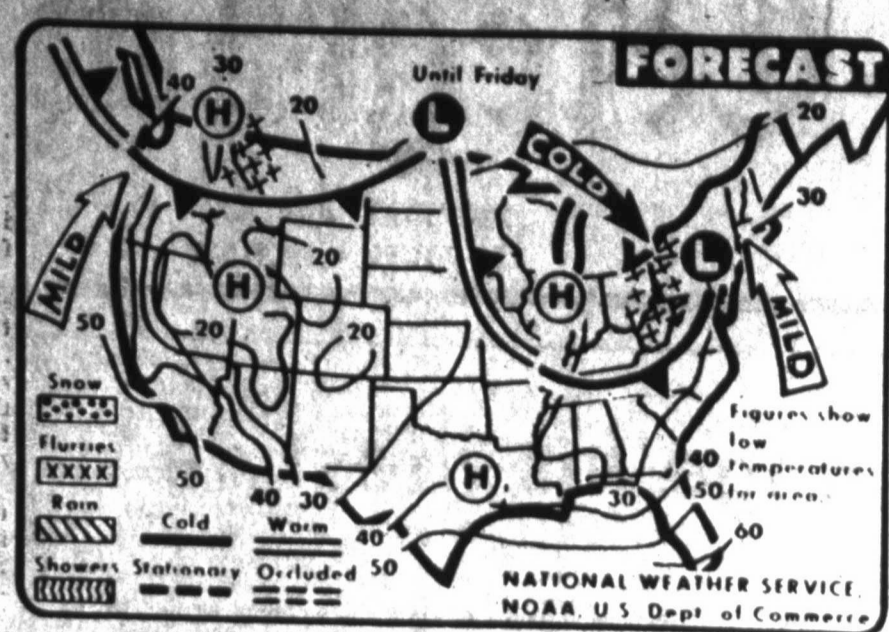 FORECAST
Until Friday
30
40
H
20
L
COLD
20
30
MILD
H
20
H
L
50
20
20
MILD
Snow
Flurries
XXXX
Rain
Showers
Cold
Warm
Stationary
Occluded
50
40
30
H
40
50
30
40
50
60
Figures show
low
temperatures
for area.
NATIONAL WEATHER SERVICE,
NOAA, U.S. Dept of Commerce